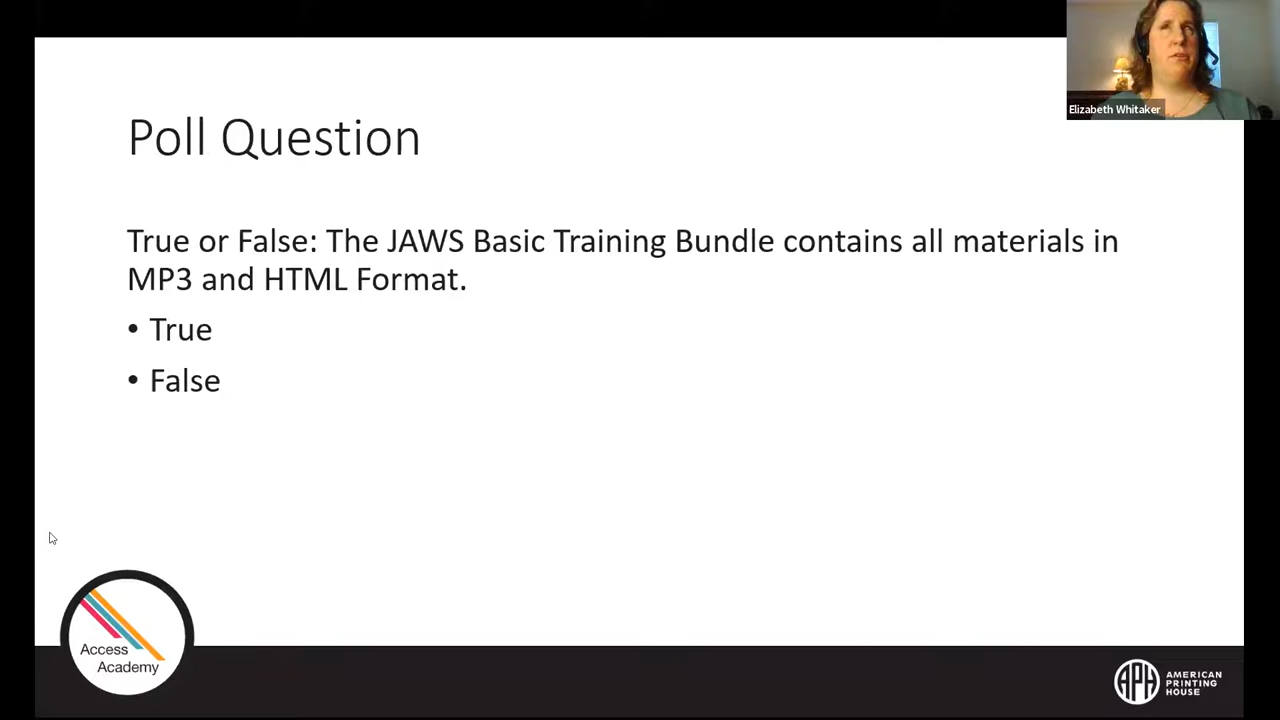 Elizabeth Whitaker
Poll Question
True or False: The JAWS Basic Training Bundle contains all materials in
MP3 and HTML Format.
• True
• False
Access
Academy
APH
AMERICAN
PRINTING
HOUSE